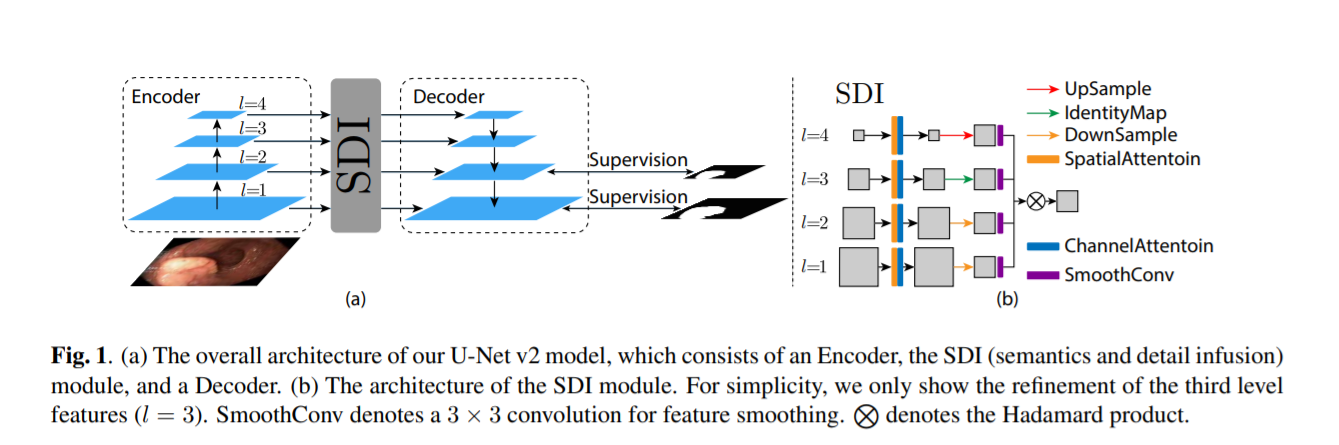 Encoder
l=4
l=3
l=2
l=1
SDI
Decoder
Supervision
Supervision
(a)
SDI
l=4
l=3
l=2
l=1
UpSample
IdentityMap
DownSample
SpatialAttentoin
ChannelAttentoin
SmoothConv
(b)
Fig. 1. (a) The overall architecture of our U-Net v2 model, which consists of an Encoder, the SDI (semantics and detail infusion)
module, and a Decoder. (b) The architecture of the SDI module. For simplicity, we only show the refinement of the third level
features (l = 3). SmoothConv denotes a 3 × 3 convolution for feature smoothing. ⊗ denotes the Hadamard product.